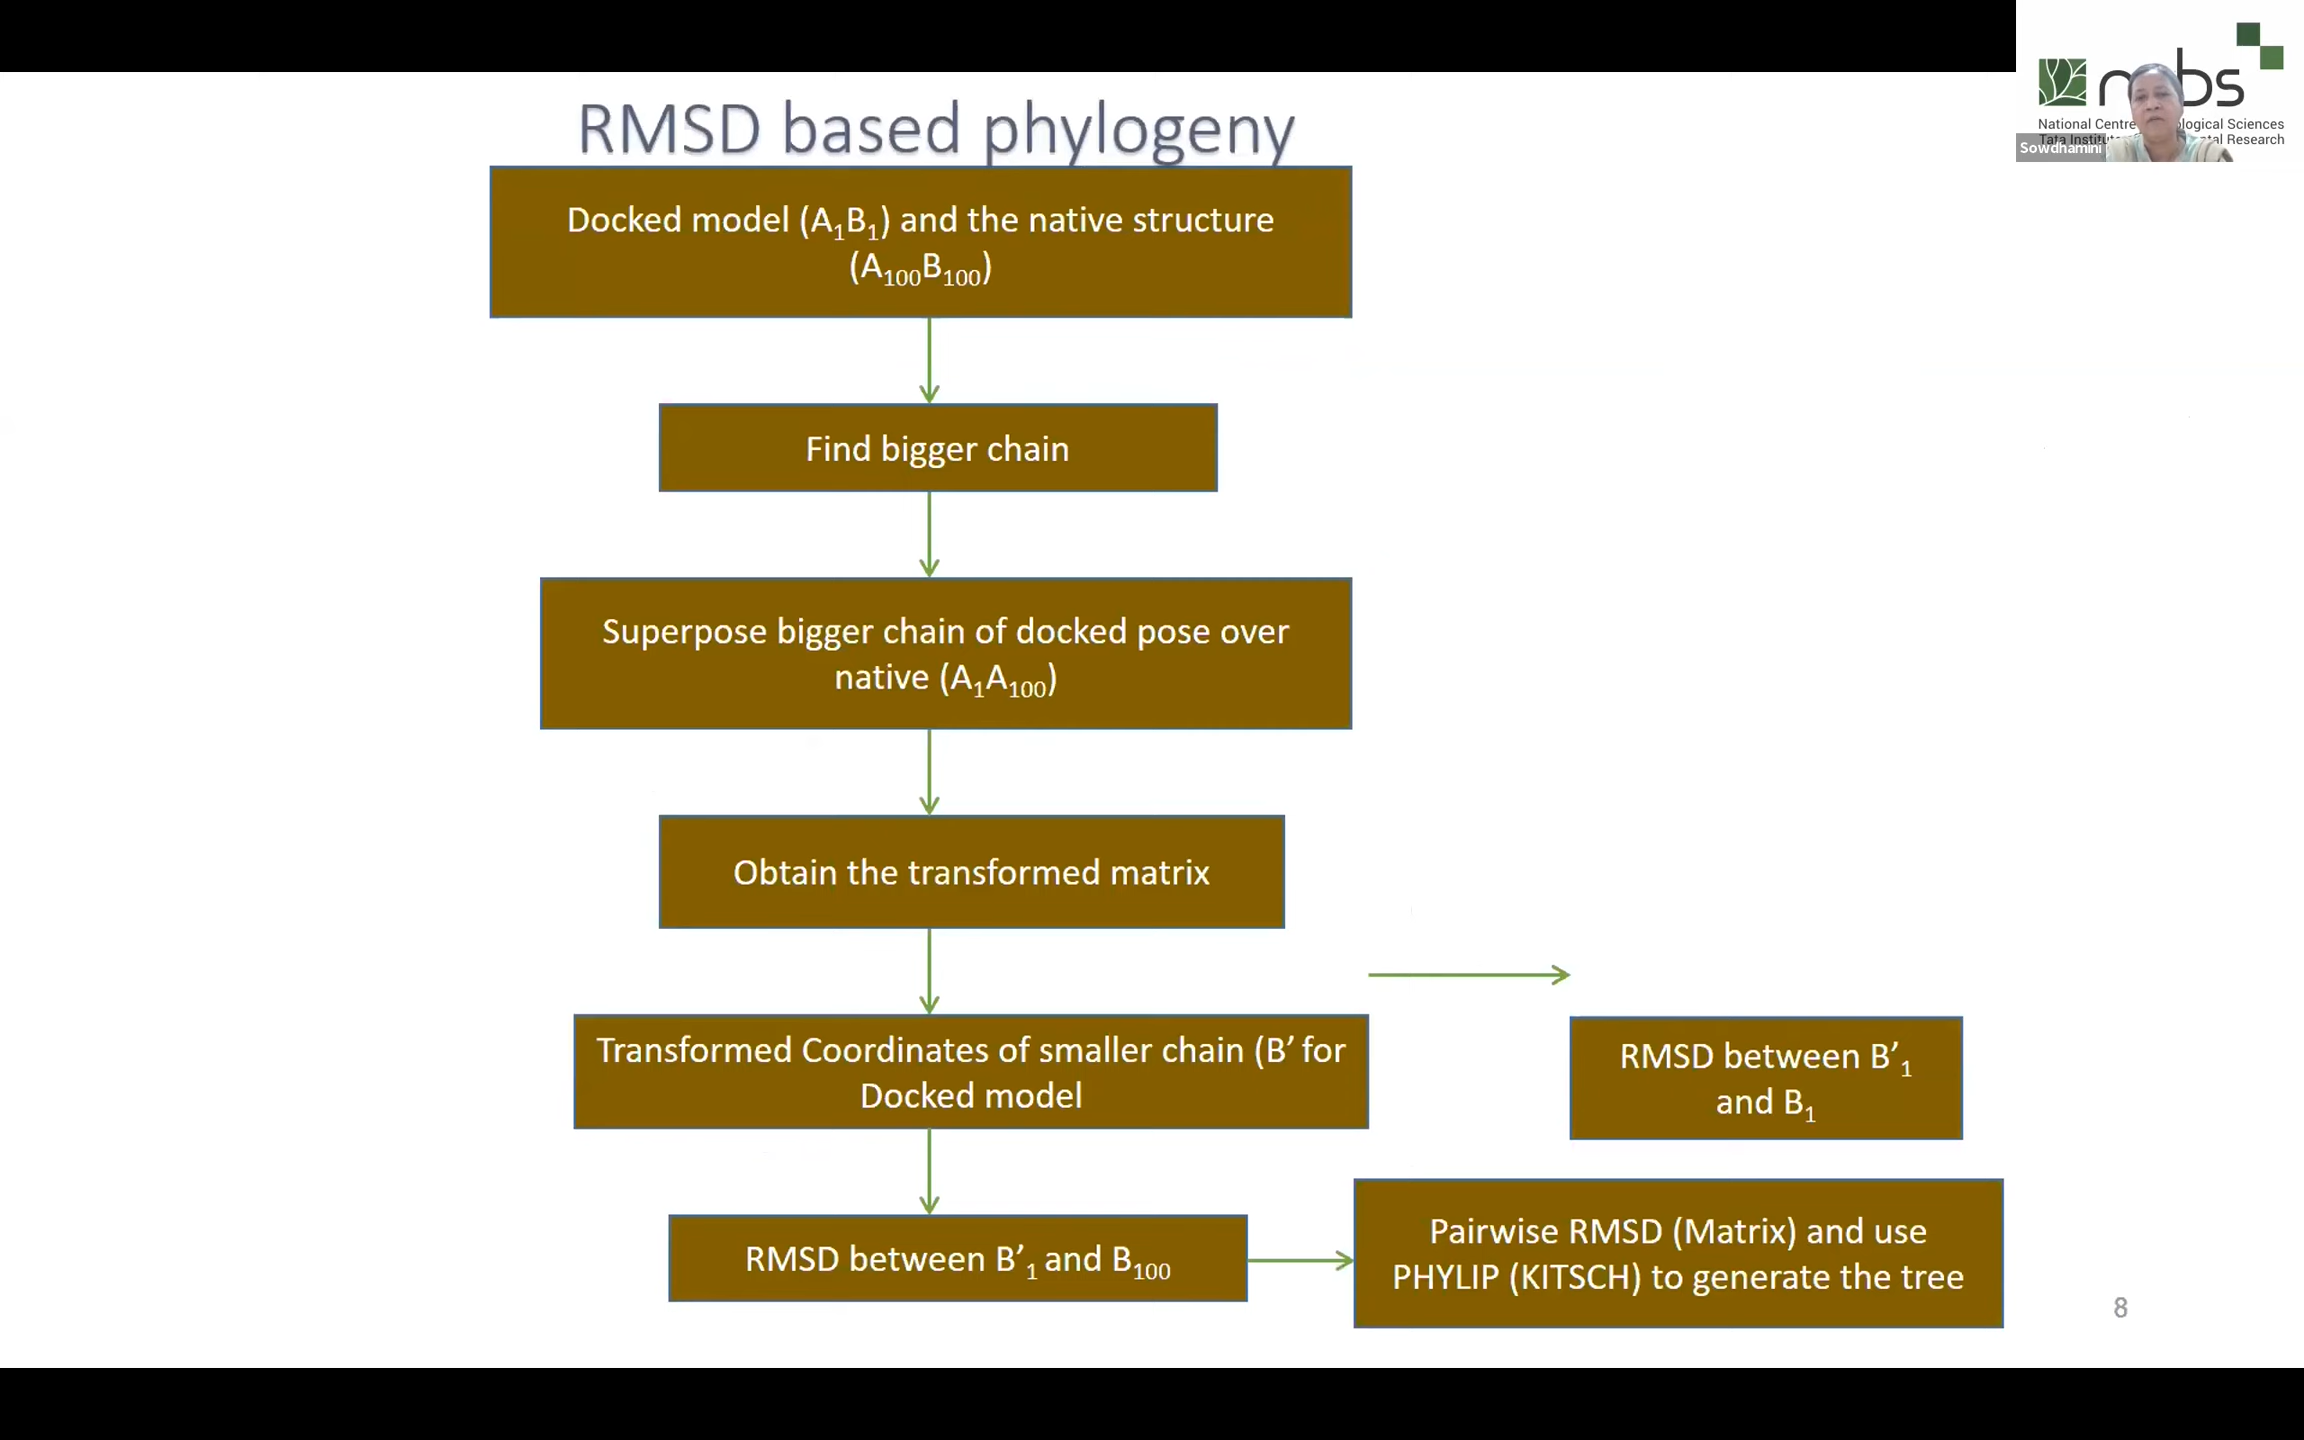 RMSD based phylogeny
Docked model (A₁B₁) and the native structure
(A₁₀₀B₁₀₀)
Find bigger chain
Superpose bigger chain of docked pose over
native (A₁A₁₀₀)
Obtain the transformed matrix
Transformed Coordinates of smaller chain (B’ for
Docked model
RMSD between B’₁
and B₁
RMSD between B’₁ and B₁₀₀
Pairwise RMSD (Matrix) and use
PHYLIP (KITSCH) to generate the tree
8
bs
National Centre logical Sciences
Tata Research
Sowdhamini